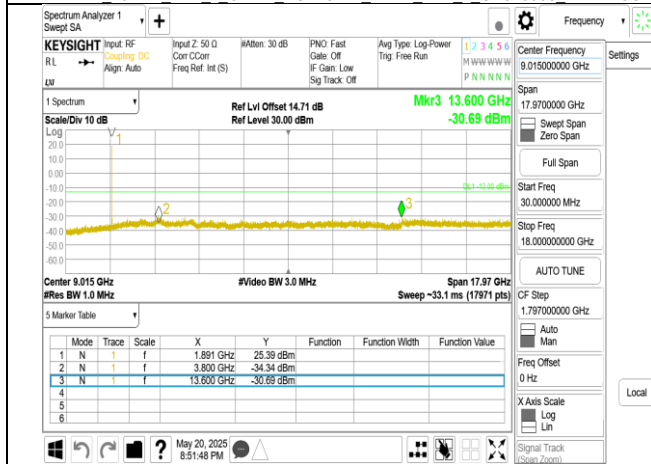 Spectrum Analyzer 1
Swept SA
Frequency
KEYSIGHT
Input: RF
Input Z: 50 Ω
#Atten: 30 dB
PNO: Fast
Avg Type: Log-Power
1 2 3 4 5 6
RL
Coupling: DC
Corr CCorr
Gate: Off
Trig: Free Run
M W W W W W
Align: Auto
Freq Ref: Int (S)
IF Gain: Low
P N N N N N
Sig Track: Off
LXI
1 Spectrum
Ref Lvl Offset 14.71 dB
Mkr3 13.600 GHz
Scale/Div 10 dB
Ref Level 30.00 dBm
-30.69 dBm
Log
1
20.0
10.0
0.00
-10.0
DL1 -13.00 dBm
-20.0
2
3
-30.0
-40.0
-50.0
-60.0
Center 9.015 GHz
#Video BW 3.0 MHz
Span 17.97 GHz
#Res BW 1.0 MHz
Sweep ~33.1 ms (17971 pts)
5 Marker Table
Mode Trace Scale X Y Function Function Width Function Value
1 N 1 f 1.891 GHz 25.39 dBm
2 N 1 f 3.800 GHz -34.34 dBm
3 N 1 f 13.600 GHz -30.69 dBm
4
5
6
May 20, 2025
8:51:48 PM
Center Frequency
9.015000000 GHz
Settings
Span
17.9700000 GHz
Swept Span
Zero Span
Full Span
Start Freq
30.000000 MHz
Stop Freq
18.000000000 GHz
AUTO TUNE
CF Step
1.797000000 GHz
Auto
Man
Freq Offset
0 Hz
Local
X Axis Scale
Log
Lin
Signal Track
(Span Zoom)